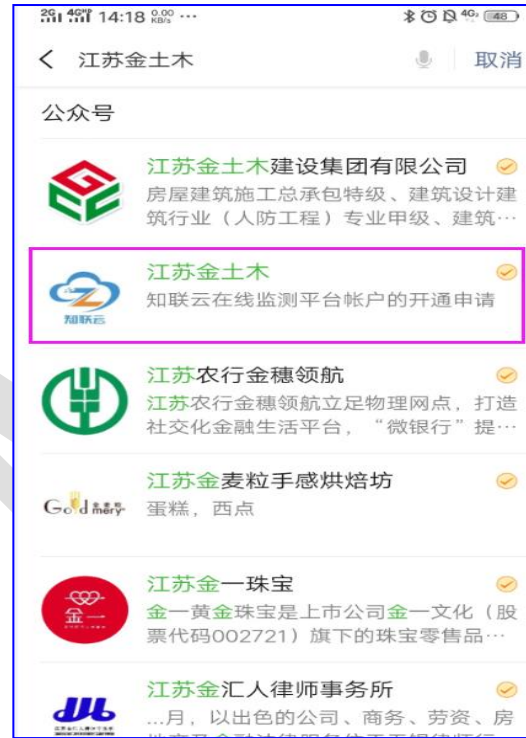 2G 4G 14:18 0.00 KB/s ··· 4G 48
江苏金土木
取消
公众号
江苏金土木建设集团有限公司
房屋建筑施工总承包特级、建筑设计建
筑行业（人防工程）专业甲级、建筑…
江苏金土木
知联云在线监测平台帐户的开通申请
知联云
江苏农行金穗领航
江苏农行金穗领航立足物理网点，打造
社交化金融生活平台，“微银行”提…
江苏金麦粒手感烘焙坊
蛋糕，西点
Gold mery
江苏金一珠宝
金一黄金珠宝是上市公司金一文化（股
票代码002721）旗下的珠宝零售品…
金一
江苏金汇人律师事务所
...月，以出色的公司、商务、劳资、房